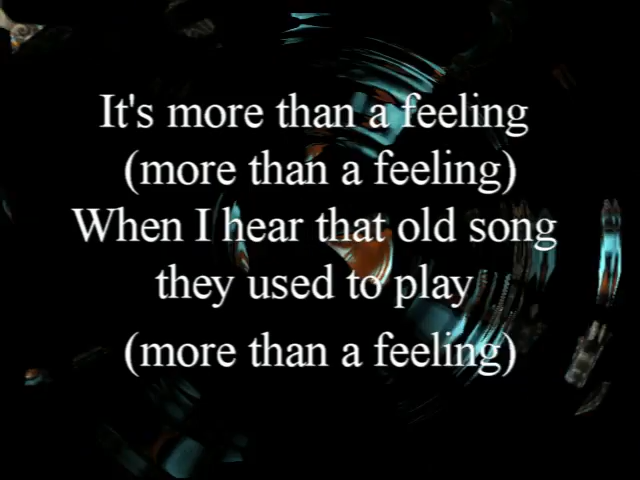 It's more than a feeling
(more than a feeling)
When I hear that old song
they used to play
(more than a feeling)